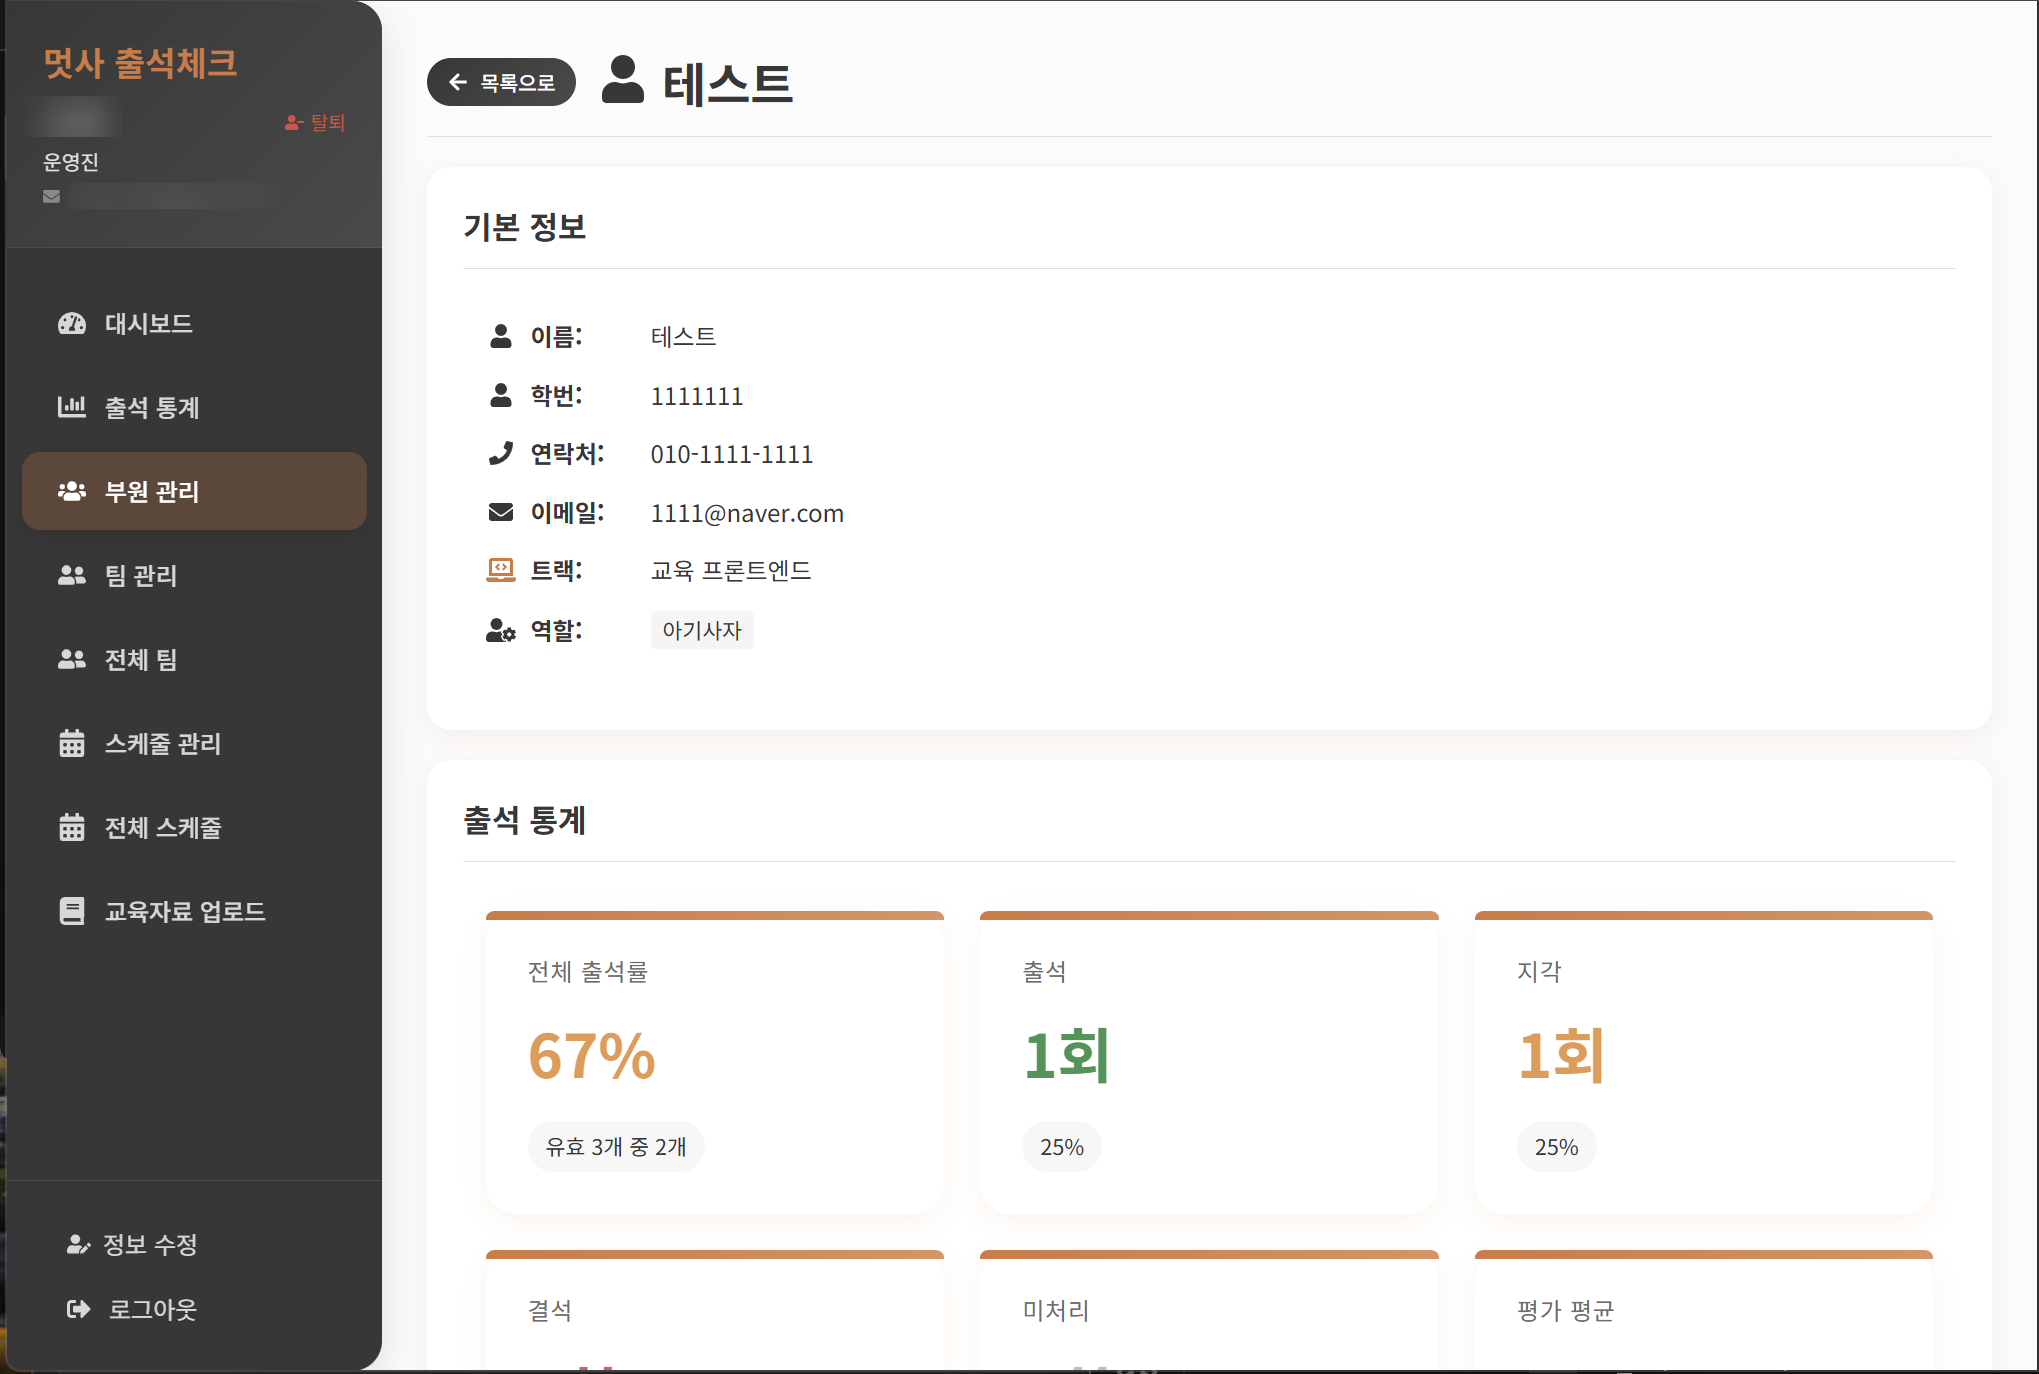 멋사 출석체크
탈퇴
운영진
대시보드
출석 통계
부원 관리
팀 관리
전체 팀
스케줄 관리
전체 스케줄
교육자료 업로드
정보 수정
로그아웃
목록으로
테스트
기본 정보
이름: 테스트
학번: 1111111
연락처: 010-1111-1111
이메일: 1111@naver.com
트랙: 교육 프론트엔드
역할: 아기사자
출석 통계
전체 출석률
67%
유효 3개 중 2개
출석
1회
25%
지각
1회
25%
결석
미처리
평가 평균